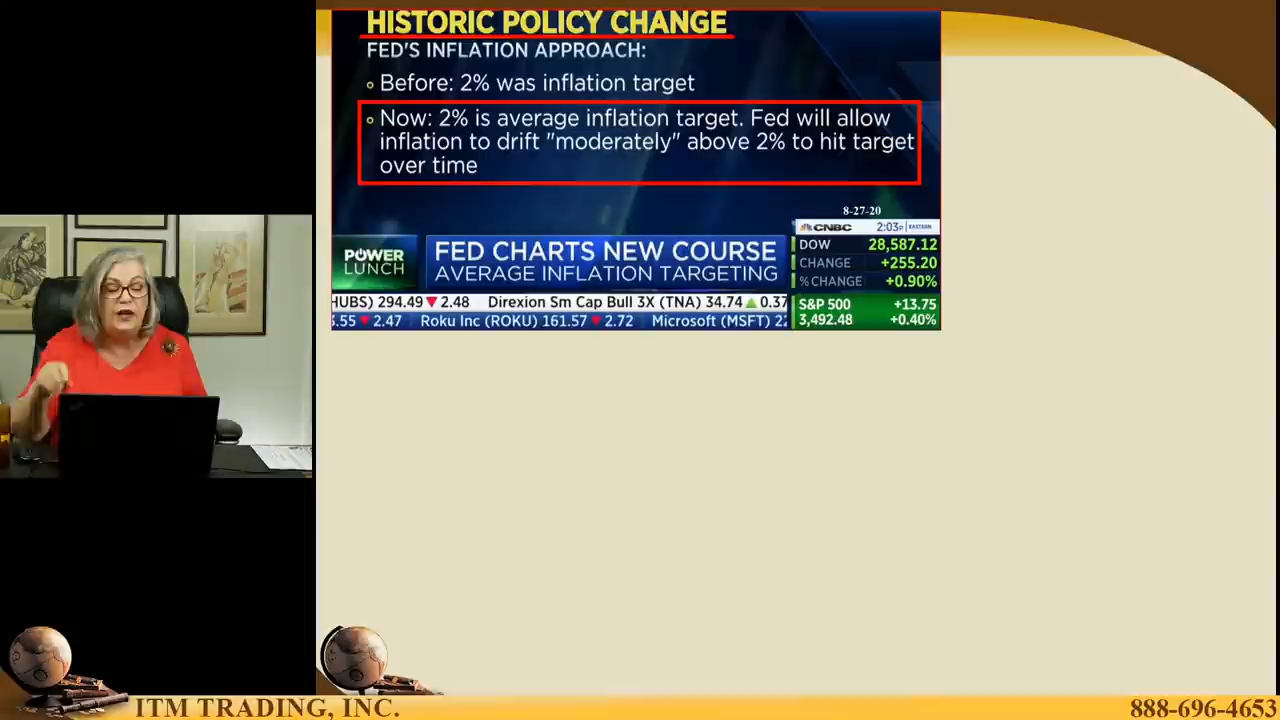 HISTORIC POLICY CHANGE
FED'S INFLATION APPROACH:
Before: 2% was inflation target
Now: 2% is average inflation target. Fed will allow
inflation to drift "moderately" above 2% to hit target
over time
8-27-20
CNBC 2:03P EASTERN
DOW 28,587.12
CHANGE +255.20
% CHANGE +0.90%
S&P 500 +13.75
3,492.48 +0.40%
POWER
LUNCH
FED CHARTS NEW COURSE
AVERAGE INFLATION TARGETING
HUBS) 294.49 ▼ 2.48 Direxion Sm Cap Bull 3X (TNA) 34.74 ▲ 0.37
.55 ▼ 2.47 Roku Inc (ROKU) 161.57 ▼ 2.72 Microsoft (MSFT)
ITM TRADING, INC.
888-696-4653